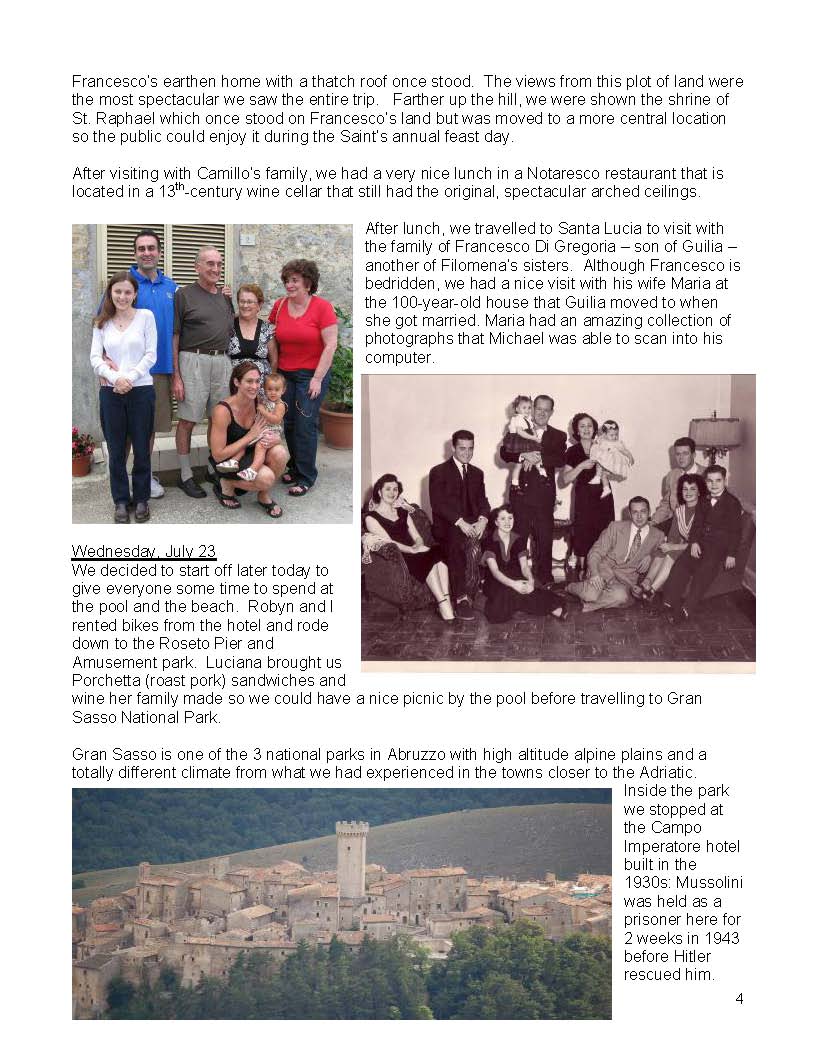 Francesco's earthen home with a thatch roof once stood.  The views from this plot of land were
the most spectacular we saw the entire trip.   Farther up the hill, we were shown the shrine of
St. Raphael which once stood on Francesco's land but was moved to a more central location
so the public could enjoy it during the Saint's annual feast day.
After visiting with Camillo's family, we had a very nice lunch in a Notaresco restaurant that is
located in a 13th-century wine cellar that still had the original, spectacular arched ceilings.
After lunch, we travelled to Santa Lucia to visit with
the family of Francesco Di Gregoria – son of Guilia –
another of Filomena's sisters.  Although Francesco is
bedridden, we had a nice visit with his wife Maria at
the 100-year-old house that Guilia moved to when
she got married. Maria had an amazing collection of
photographs that Michael was able to scan into his
computer.
Wednesday, July 23
We decided to start off later today to
give everyone some time to spend at
the pool and the beach.  Robyn and I
rented bikes from the hotel and rode
down to the Roseto Pier and
Amusement park.  Luciana brought us
Porchetta (roast pork) sandwiches and
wine her family made so we could have a nice picnic by the pool before travelling to Gran
Sasso National Park.
Gran Sasso is one of the 3 national parks in Abruzzo with high altitude alpine plains and a
totally different climate from what we had experienced in the towns closer to the Adriatic.
Inside the park
we stopped at
the Campo
Imperatore hotel
built in the
1930s: Mussolini
was held as a
prisoner here for
2 weeks in 1943
before Hitler
rescued him.
4